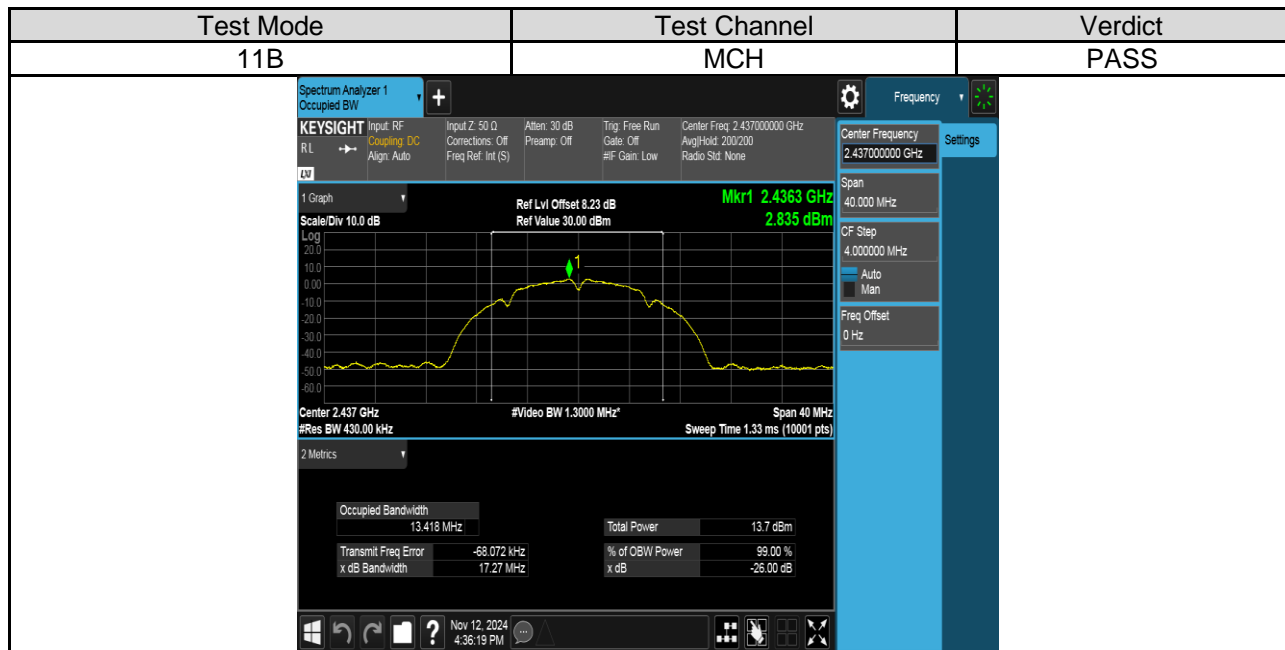 Test Mode Test Channel Verdict
11B MCH PASS
Spectrum Analyzer 1
Occupied BW
+
Frequency
KEYSIGHT
RL
LXI
Input: RF
Coupling: DC
Align: Auto
Input Z: 50 Ω
Corrections: Off
Freq Ref: Int (S)
Atten: 30 dB
Preamp: Off
Trig: Free Run
Gate: Off
#IF Gain: Low
Center Freq: 2.437000000 GHz
Avg|Hold: 200/200
Radio Std: None
Center Frequency
2.437000000 GHz
Settings
Span
40.000 MHz
CF Step
4.000000 MHz
Auto
Man
Freq Offset
0 Hz
1 Graph
Scale/Div 10.0 dB
Ref Lvl Offset 8.23 dB
Ref Value 30.00 dBm
Mkr1 2.4363 GHz
2.835 dBm
Log
20.0
10.0
0.00
-10.0
-20.0
-30.0
-40.0
-50.0
-60.0
1
Center 2.437 GHz
#Res BW 430.00 kHz
#Video BW 1.3000 MHz*
Span 40 MHz
Sweep Time 1.33 ms (10001 pts)
2 Metrics
Occupied Bandwidth
13.418 MHz
Total Power 13.7 dBm
Transmit Freq Error -68.072 kHz
% of OBW Power 99.00 %
x dB Bandwidth 17.27 MHz
x dB -26.00 dB
?
Nov 12, 2024
4:36:19 PM